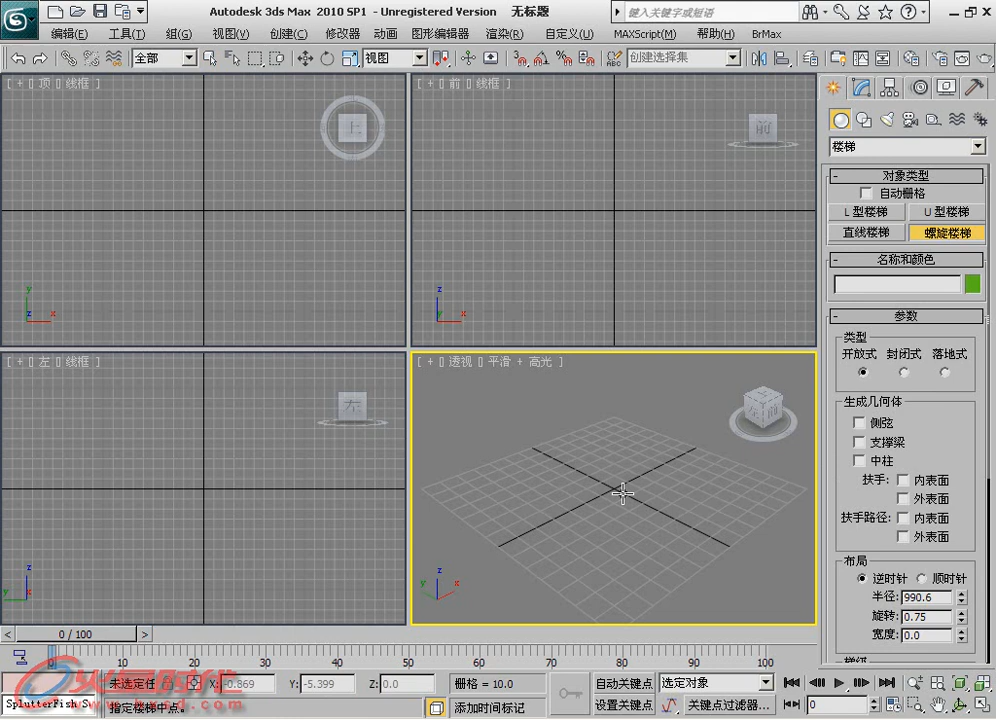 Autodesk 3ds Max 2010 SP1 - Unregistered Version 无标题
键入关键字或短语
编辑(E) 工具(T) 组(G) 视图(V) 创建(C) 修改器 动画 图形编辑器 渲染(R) 自定义(U) MAXScript(M) 帮助(H) BrMax
全部 视图 创建选择集
[ + [] 顶 [] 线框 ]
上
[ + [] 前 [] 线框 ]
前
[ + [] 左 [] 线框 ]
左
[ + [] 透视 [] 平滑 + 高光 ]
上 左 前
y z x
z y x
z y x
z y x
楼梯
对象类型
自动栅格
L 型楼梯 U 型楼梯
直线楼梯 螺旋楼梯
名称和颜色
参数
类型
开放式 封闭式 落地式
生成几何体
侧弦
支撑梁
中柱
扶手: 内表面
外表面
扶手路径: 内表面
外表面
布局
逆时针 顺时针
半径: 990.6
旋转: 0.75
宽度: 0.0
< 0 / 100 >
0 10 20 30 40 50 60 70 80 90 100
未选定任 X: -0.869 Y: -5.399 Z: 0.0 栅格 = 10.0 自动关键点 选定对象
SplutterFish S 指定楼梯中点。 添加时间标记 设置关键点 关键点过滤器... 0
火星时代